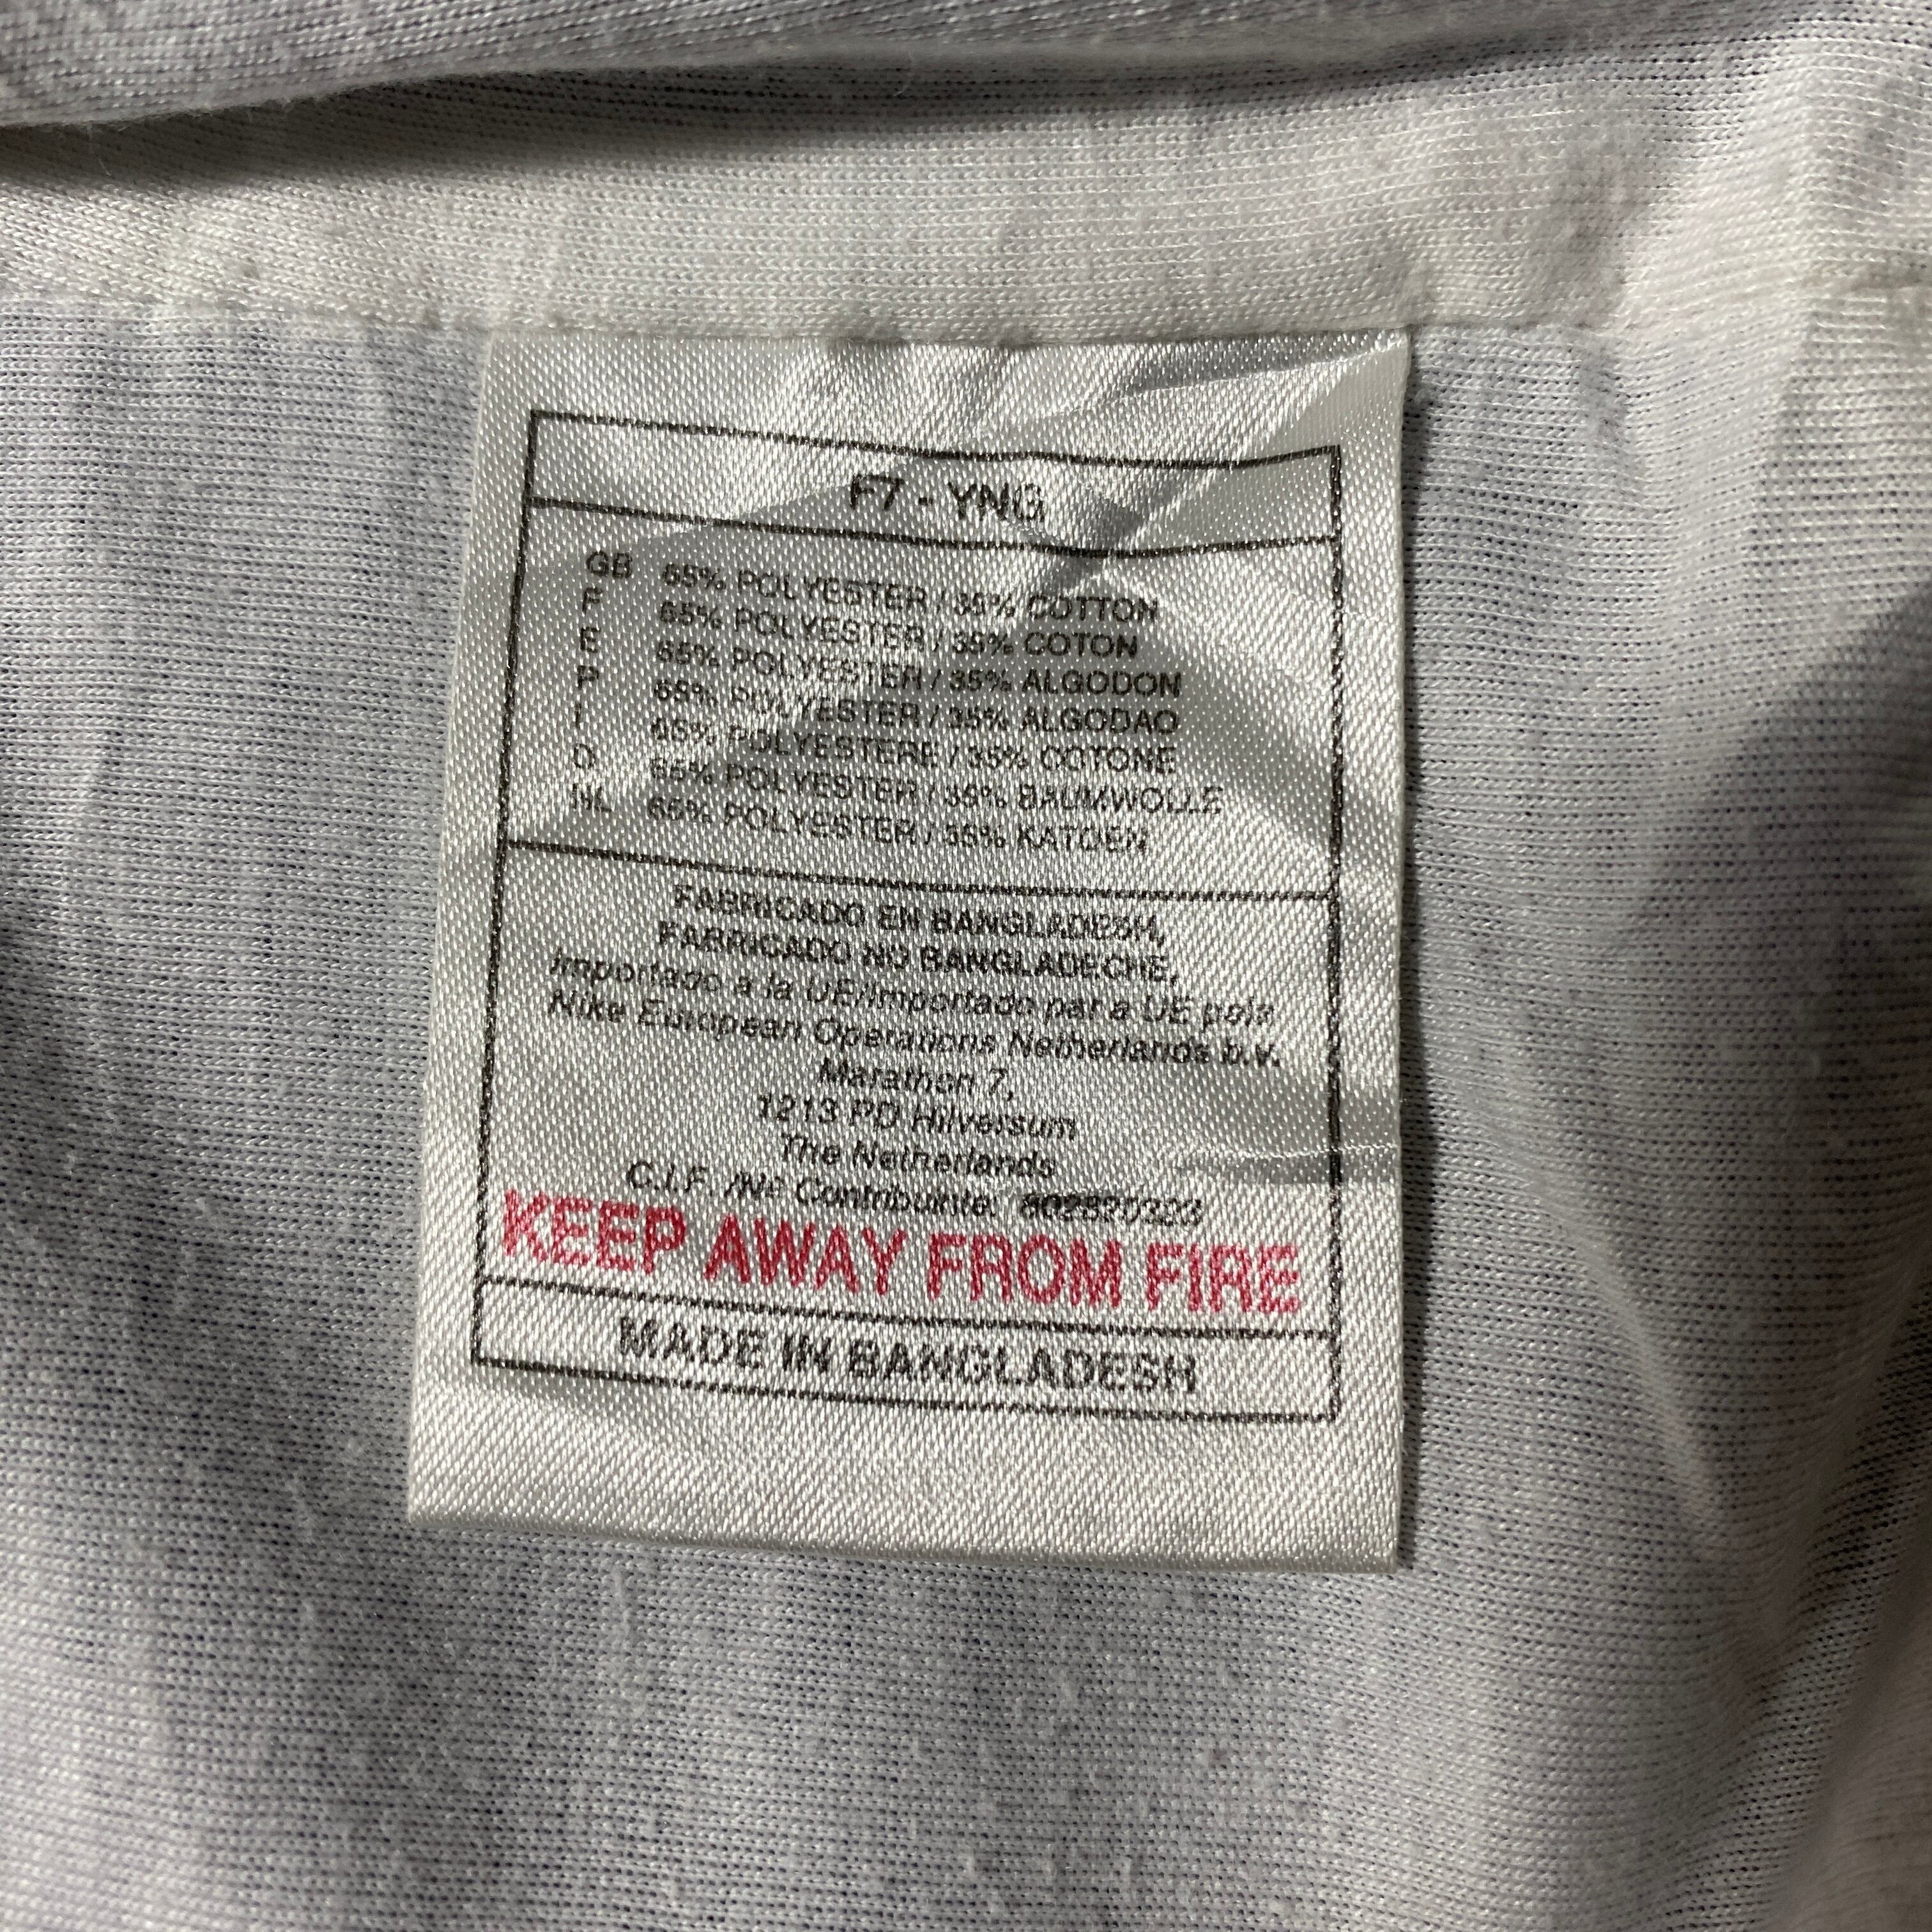 F7 - YNG
GB 65% POLYESTER / 35% COTTON
F 65% POLYESTER / 35% COTON
E 65% POLYESTER / 35% ALGODON
P 65% POLYESTER / 35% ALGODAO
I 65% POLYESTERE / 35% COTONE
D 65% POLYESTER / 35% BAUMWOLLE
NL 65% POLYESTER / 35% KATOEN
FABRICADO EN BANGLADESH,
FABRICADO NO BANGLADECHE,
Importado a la UE/Importado par a UE pela
Nike European Operations Netherlands b.v.
Marathon 7,
1213 PD Hilversum
The Netherlands
C.I.F. /Nº Contribuinte:
KEEP AWAY FROM FIRE
MADE IN BANGLADESH